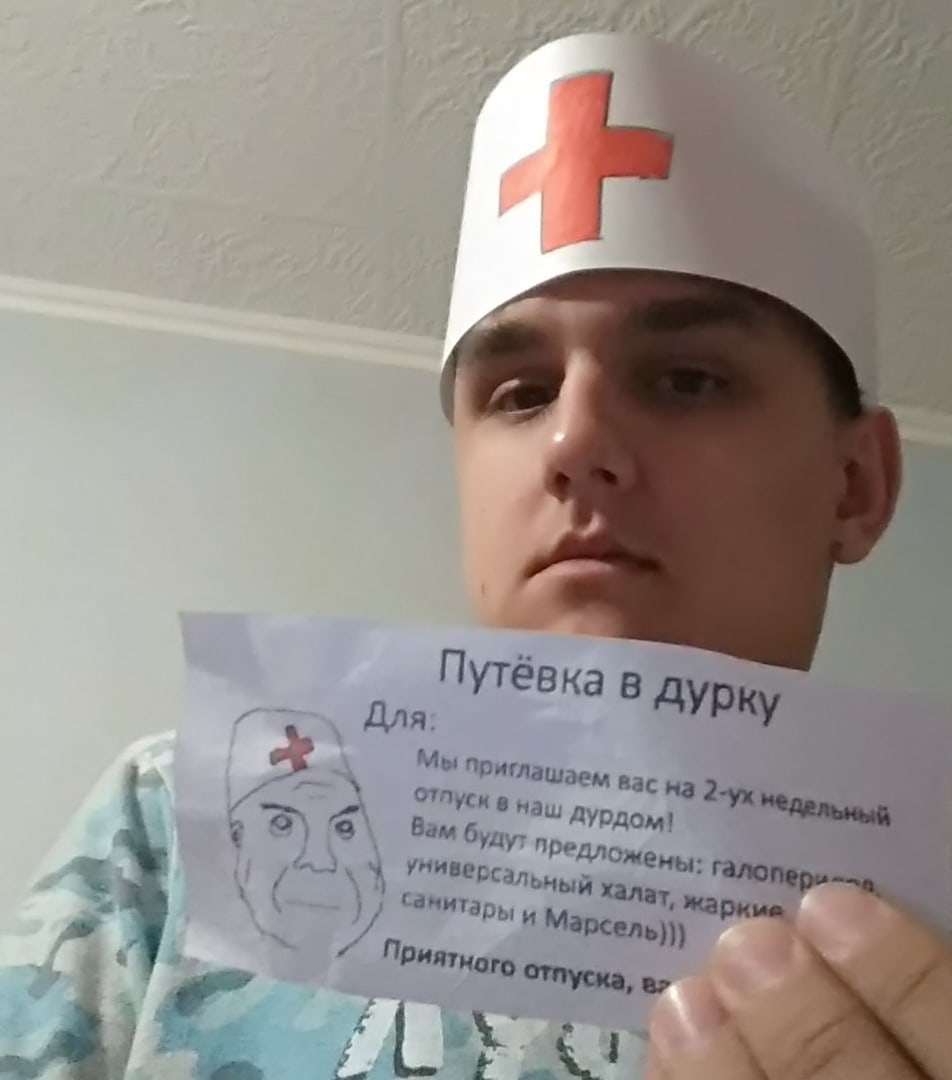 Путёвка в дурку
Для:
Мы приглашаем вас на 2-ух недельный
отпуск в наш дурдом!
Вам будут предложены:
универсальный халат, жаркие
санитары и Марсель)))
Приятного отпуска,